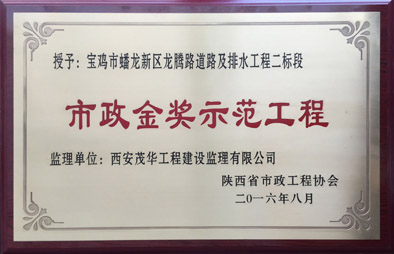 授予：宝鸡市蟠龙新区龙腾路道路及排水工程二标段
市政金奖示范工程
监理单位：西安茂华工程建设监理有限公司
陕西省市政工程协会
二〇一六年八月